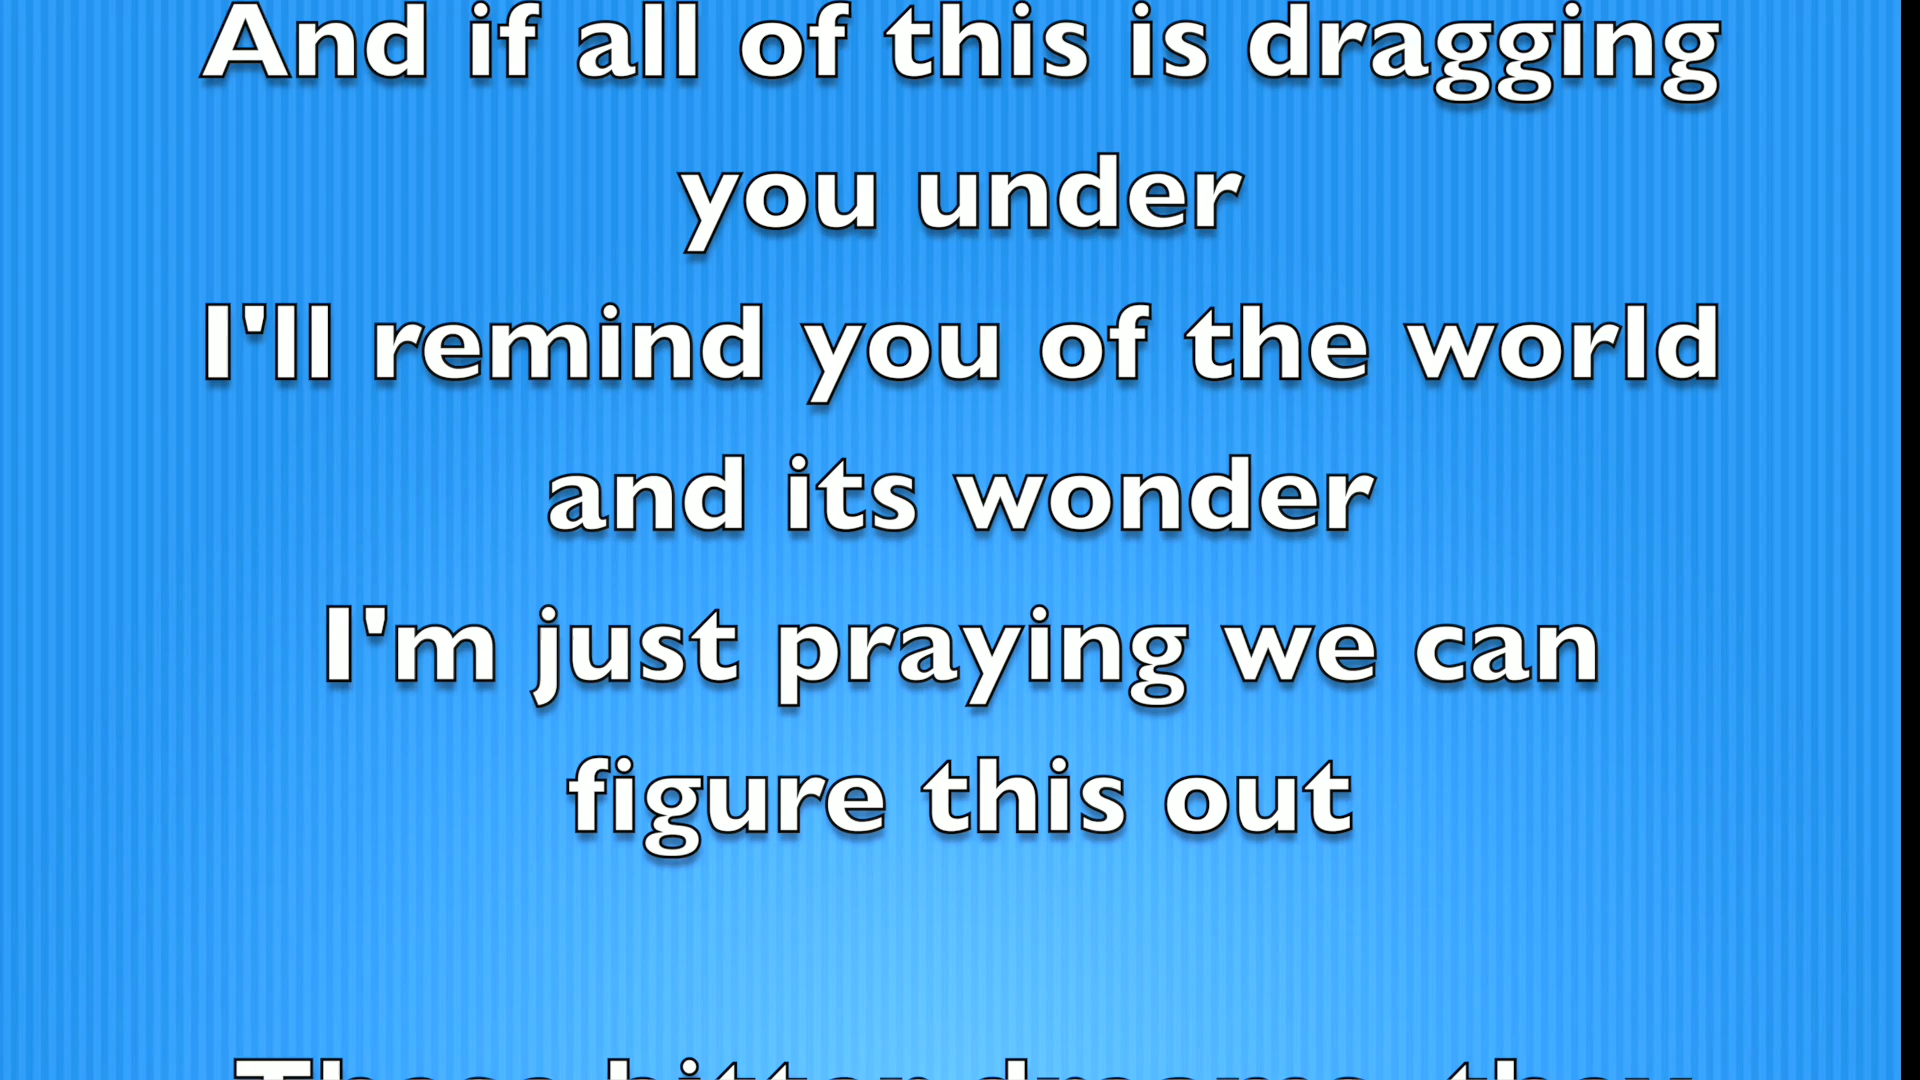 And if all of this is dragging
you under
I'll remind you of the world
and its wonder
I'm just praying we can
figure this out